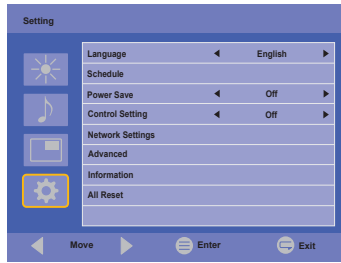 Setting
Language English
Schedule
Power Save Off
Control Setting Off
Network Settings
Advanced
Information
All Reset
Move Enter Exit